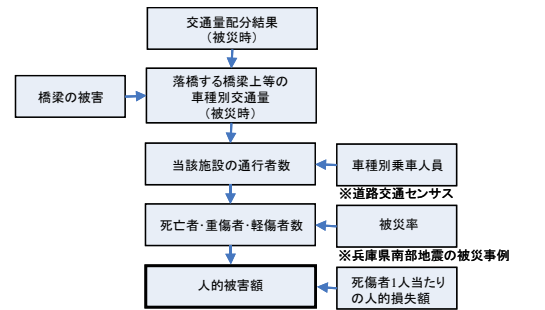 交通量配分結果
（被災時）
落橋する橋梁上等の
車種別交通量
（被災時）
橋梁の被害
当該施設の通行者数
車種別乗車人員
※道路交通センサス
死亡者・重傷者・軽傷者数
被災率
※兵庫県南部地震の被災事例
人的被害額
死傷者1人当たり
の人的損失額